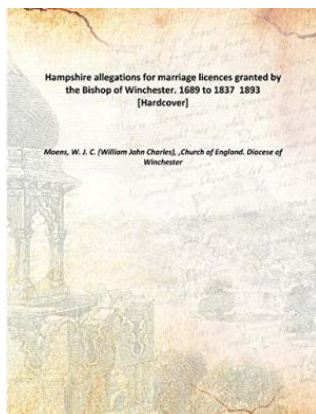 Hampshire allegations for marriage licences granted by
the Bishop of Winchester. 1689 to 1837 1893
[Hardcover]
Moens, W. J. C. (William John Charles), ,Church of England. Diocese of
Winchester